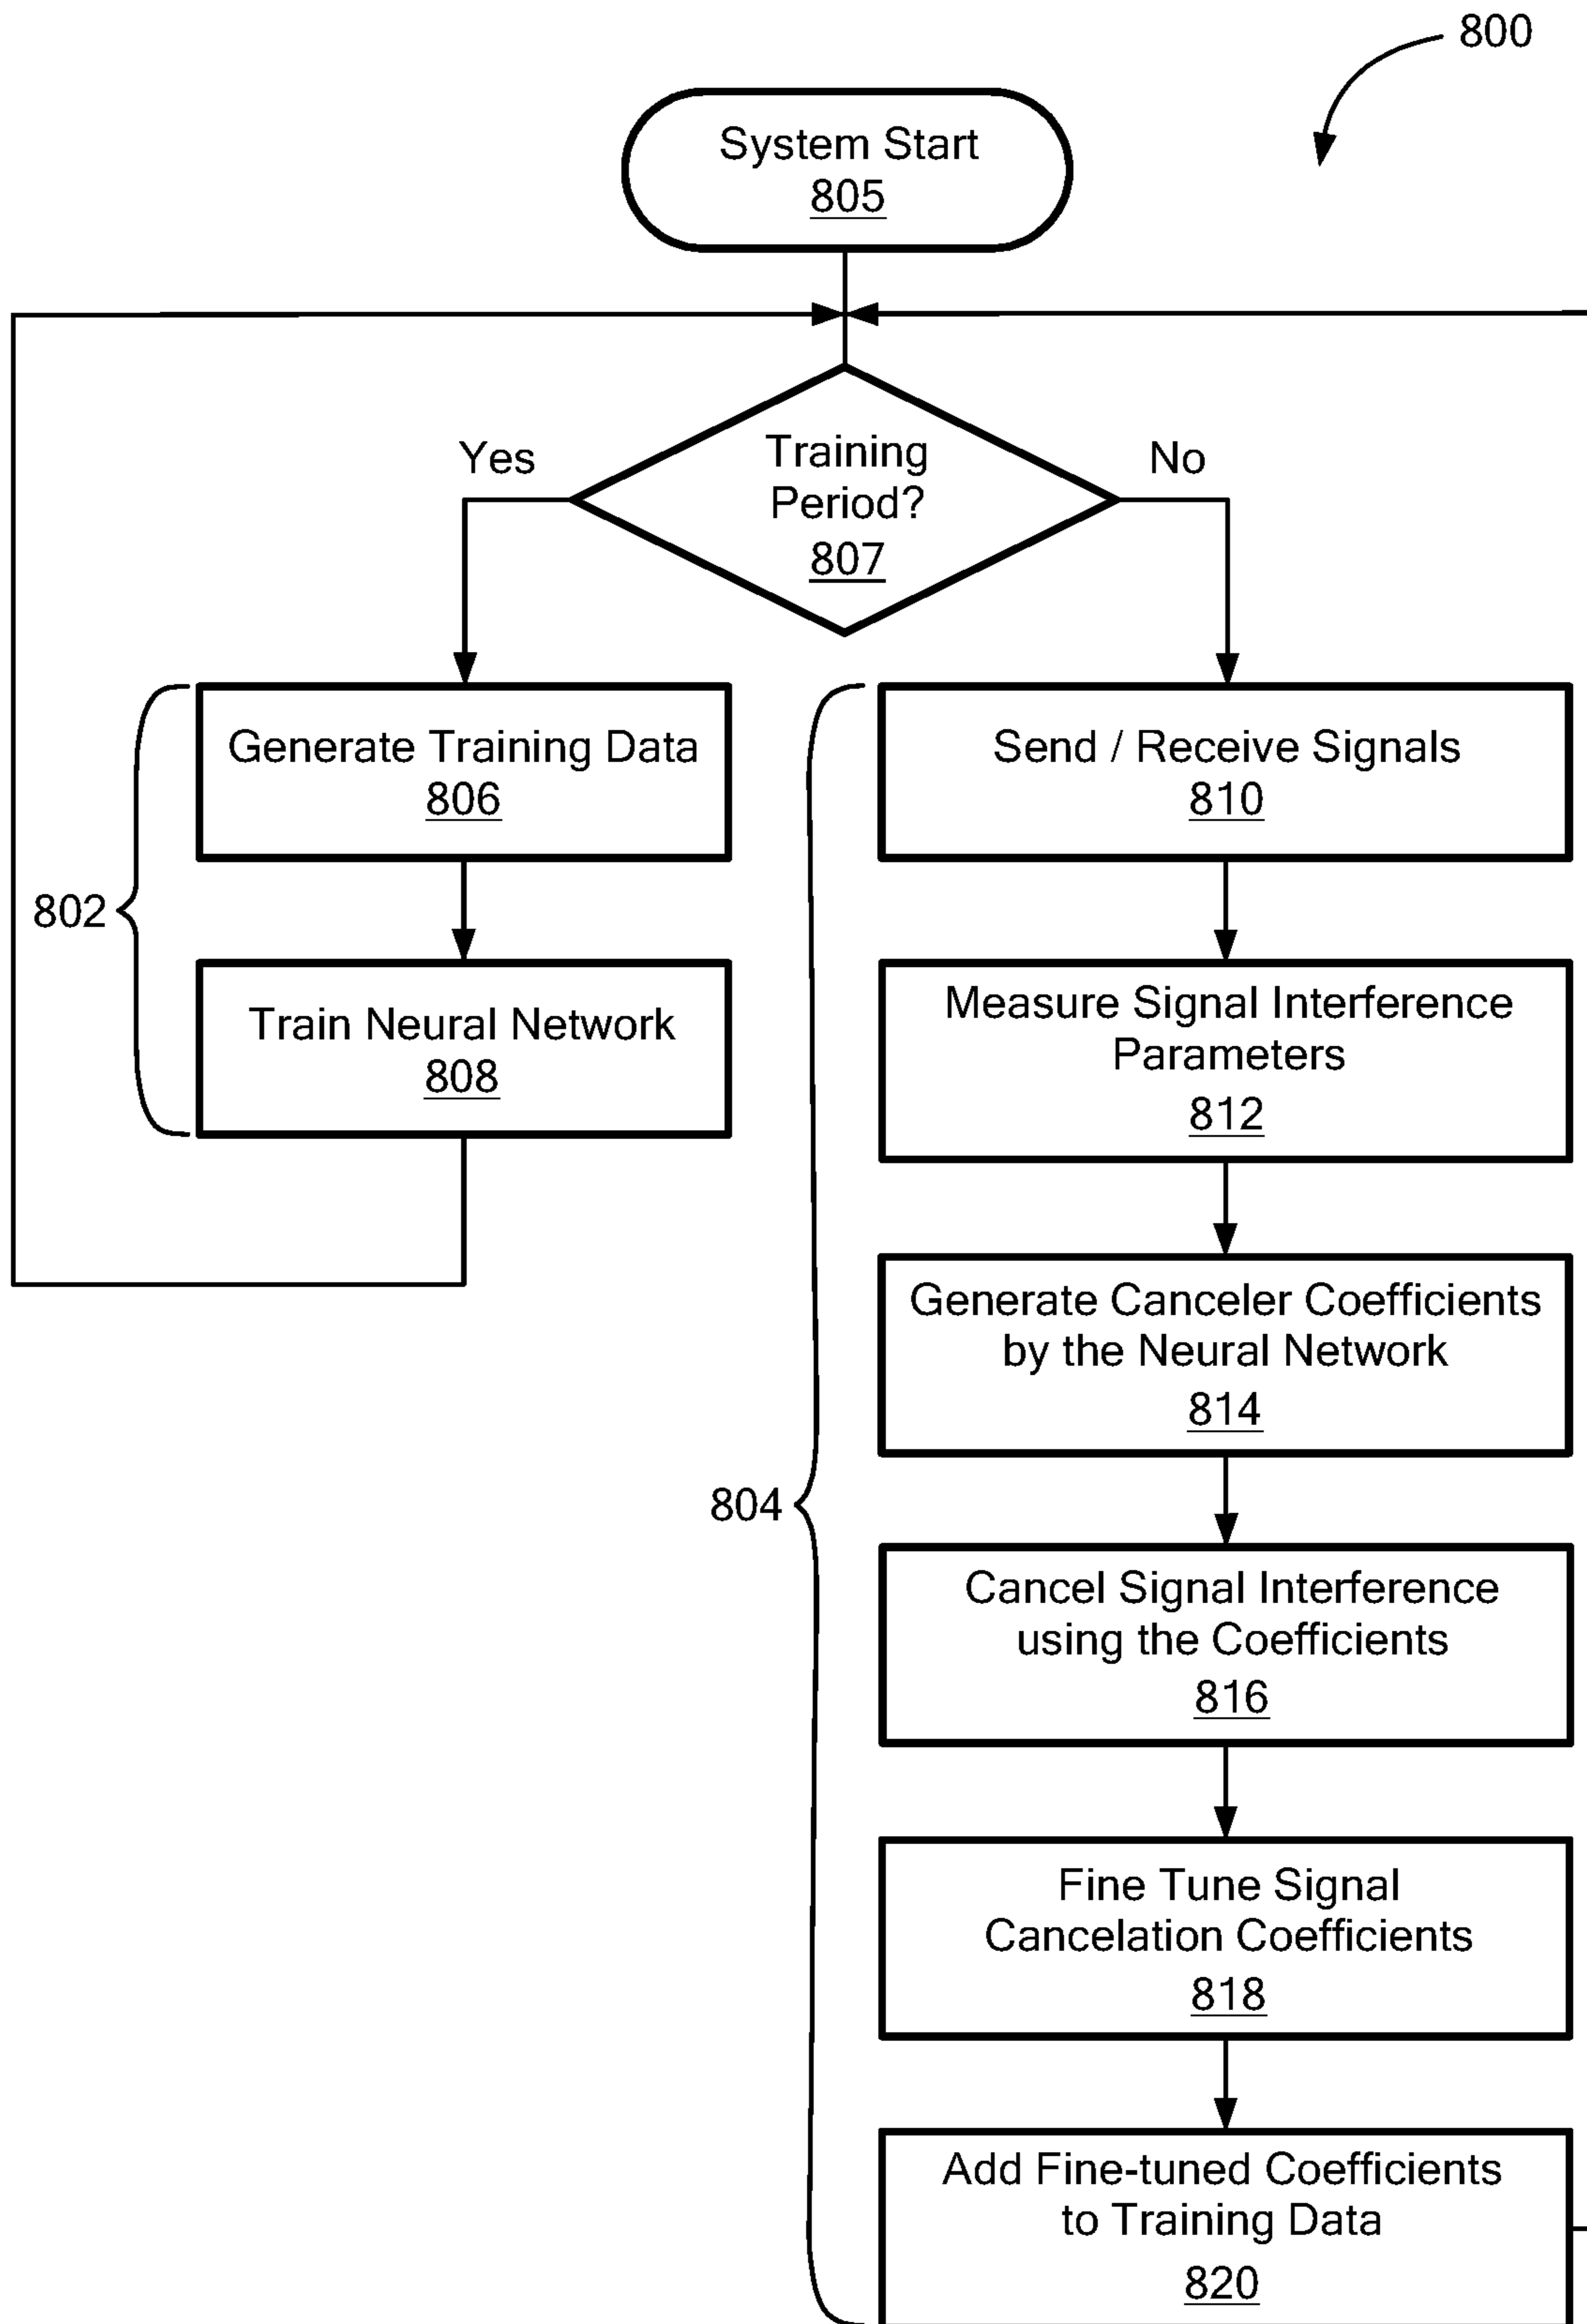 800
System Start
805
Training
Period?
807
Yes
No
802
Generate Training Data
806
Train Neural Network
808
804
Send / Receive Signals
810
Measure Signal Interference
Parameters
812
Generate Canceler Coefficients
by the Neural Network
814
Cancel Signal Interference
using the Coefficients
816
Fine Tune Signal
Cancelation Coefficients
818
Add Fine-tuned Coefficients
to Training Data
820